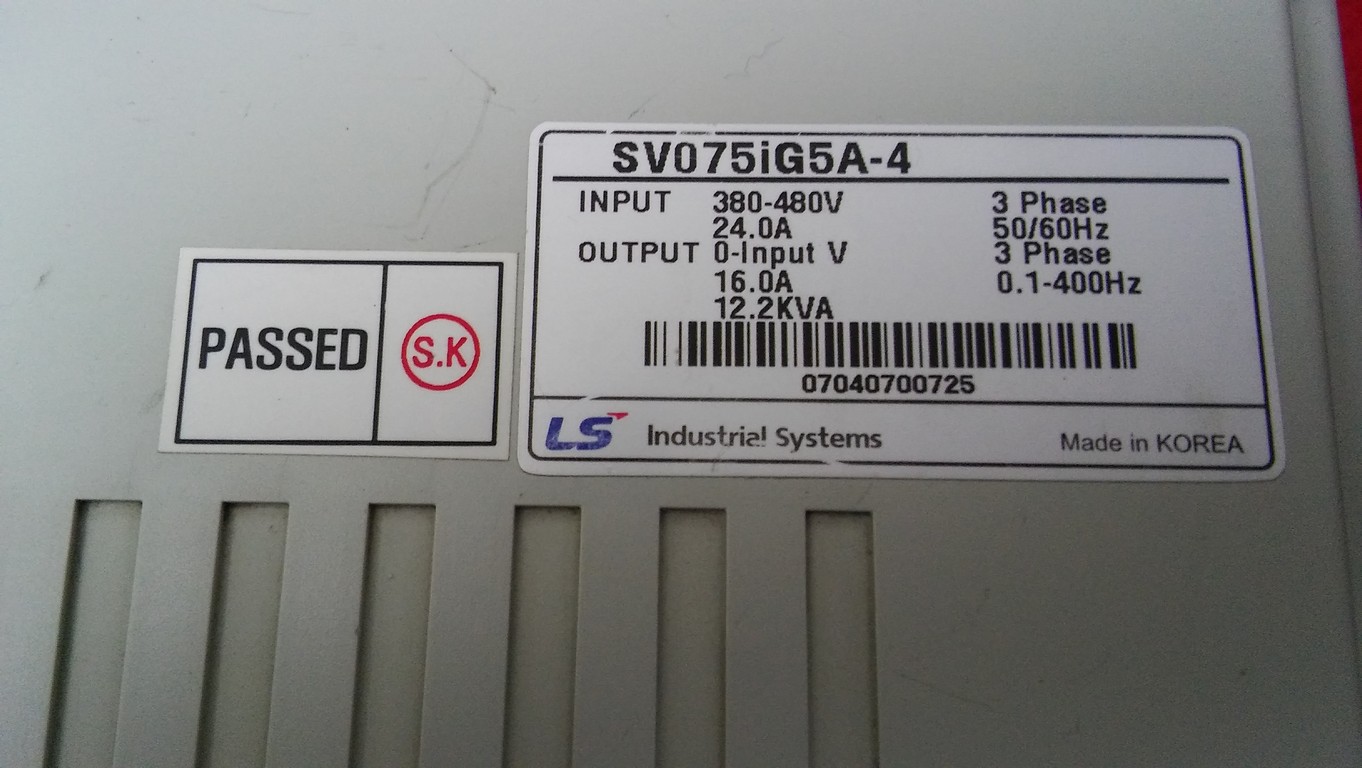 SV075iG5A-4
INPUT 380-480V 3 Phase
24.0A 50/60Hz
OUTPUT 0-Input V 3 Phase
16.0A 0.1-400Hz
12.2KVA
07040700725
LS Industrial Systems Made in KOREA
PASSED S.K